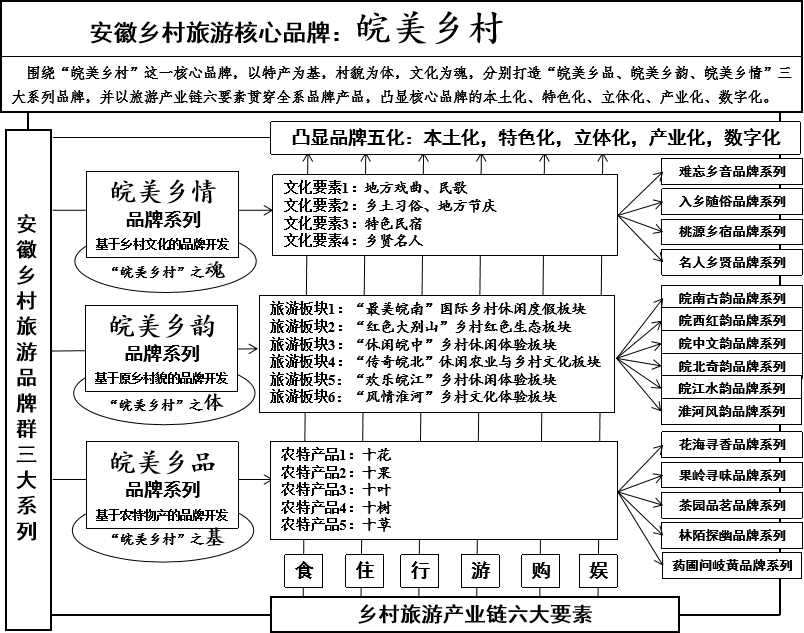 安徽乡村旅游核心品牌：皖美乡村
围绕“皖美乡村”这一核心品牌，以特产为基，村貌为体，文化为魂，分别打造“皖美乡品、皖美乡韵、皖美乡情”三
大系列品牌，并以旅游产业链六要素贯穿全系品牌产品，凸显核心品牌的本土化、特色化、立体化、产业化、数字化。
凸显品牌五化：本土化，特色化，立体化，产业化，数字化
安徽乡村旅游品牌群三大系列
皖美乡情
品牌系列
基于乡村文化的品牌开发
“皖美乡村”之魂
文化要素1：地方戏曲、民歌
文化要素2：乡土习俗、地方节庆
文化要素3：特色民宿
文化要素4：乡贤名人
难忘乡音品牌系列
入乡随俗品牌系列
桃源乡宿品牌系列
名人乡贤品牌系列
皖美乡韵
品牌系列
基于原乡村貌的品牌开发
“皖美乡村”之体
旅游板块1：“最美皖南”国际乡村休闲度假板块
旅游板块2：“红色大别山”乡村红色生态板块
旅游板块3：“休闲皖中”乡村休闲体验板块
旅游板块4：“传奇皖北”休闲农业与乡村文化板块
旅游板块5：“欢乐皖江”乡村休闲体验板块
旅游板块6：“风情淮河”乡村文化体验板块
皖南古韵品牌系列
皖西红韵品牌系列
皖中文韵品牌系列
皖北奇韵品牌系列
皖江水韵品牌系列
淮河风韵品牌系列
皖美乡品
品牌系列
基于农特物产的品牌开发
“皖美乡村”之基
农特产品1：十花
农特产品2：十果
农特产品3：十叶
农特产品4：十树
农特产品5：十草
花海寻香品牌系列
果岭寻味品牌系列
茶园品茗品牌系列
林陌探幽品牌系列
药圃问岐黄品牌系列
食 住 行 游 购 娱
乡村旅游产业链六大要素